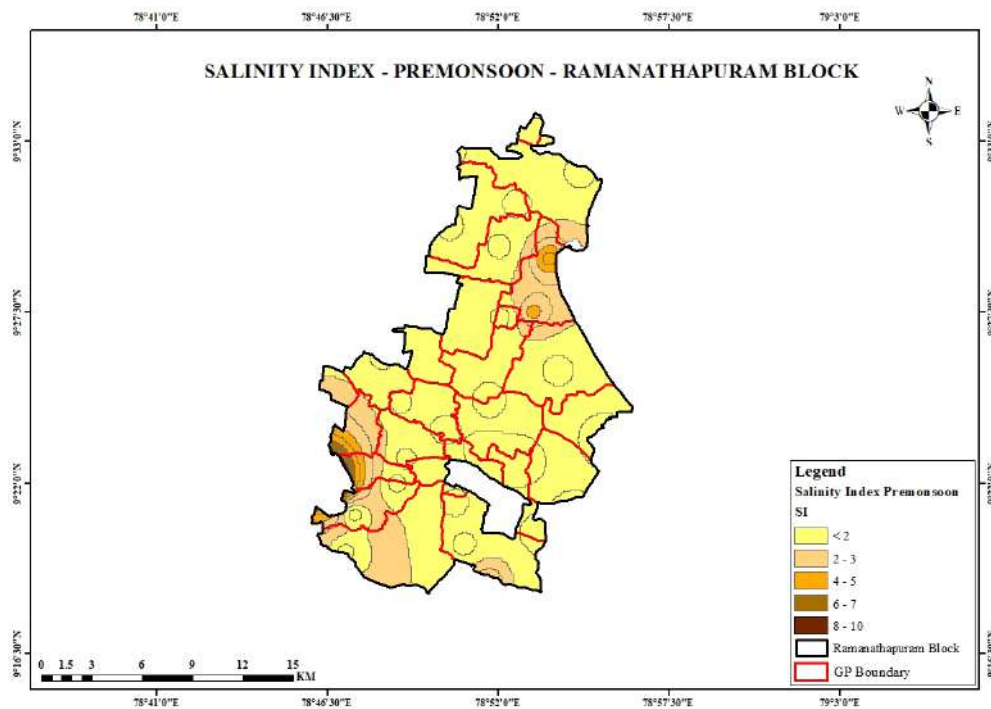 78°41'0"E 78°46'30"E 78°52'0"E 78°57'30"E 79°3'0"E
SALINITY INDEX - PREMONSOON - RAMANATHAPURAM BLOCK
N
W E
S
9°33'0"N
9°27'30"N
9°22'0"N
9°16'30"N
Legend
Salinity Index Premonsoon
SI
< 2
2 - 3
4 - 5
6 - 7
8 - 10
Ramanathapuram Block
GP Boundary
0 1.5 3 6 9 12 15
KM
78°41'0"E 78°46'30"E 78°52'0"E 78°57'30"E 79°3'0"E